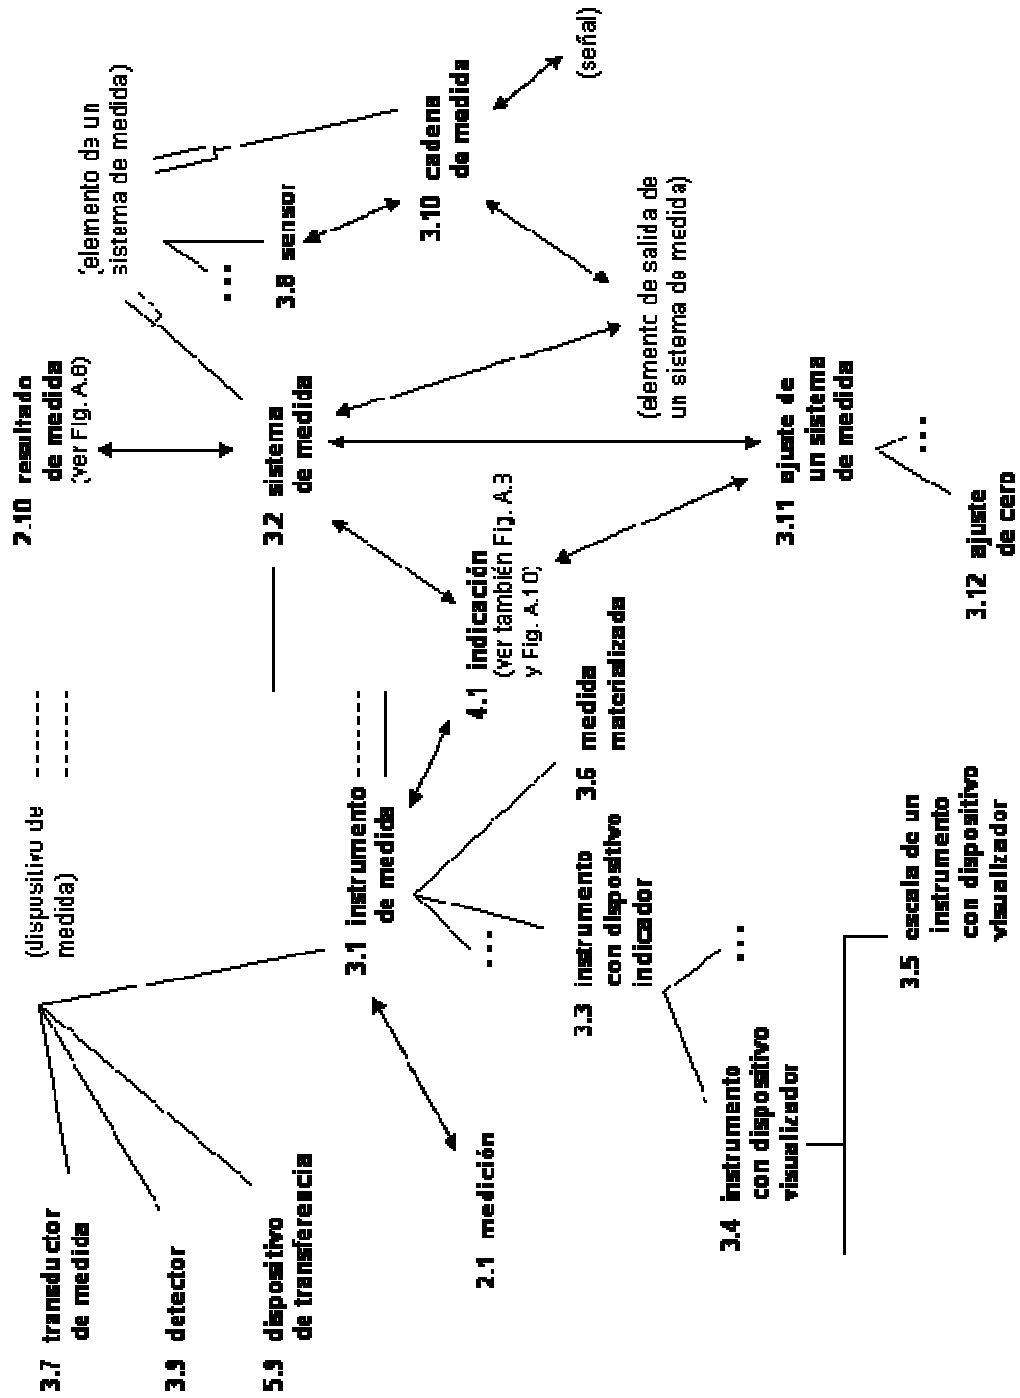 3.7 transductor
de medida
3.9 detector
5.9 dispositivo
de transferencia
(dispositivo de
medida)
2.10 resultado
de medida
(ver Fig. A.8)
(elemento de un
sistema de medida)
...
3.8 sensor
3.2 sistema
de medida
3.1 instrumento
de medida
3.10 cadena
de medida
(señal)
2.1 medición
4.1 indicación
(ver también Fig. A.3
y Fig. A.10)
...
3.3 instrumento
con dispositivo
indicador
3.6 medida
materializada
(elemento de salida de
un sistema de medida)
3.4 instrumento
con dispositivo
visualizador
...
3.11 ajuste de
un sistema
de medida
3.5 escala de un
instrumento
con dispositivo
visualizador
...
3.12 ajuste
de cero